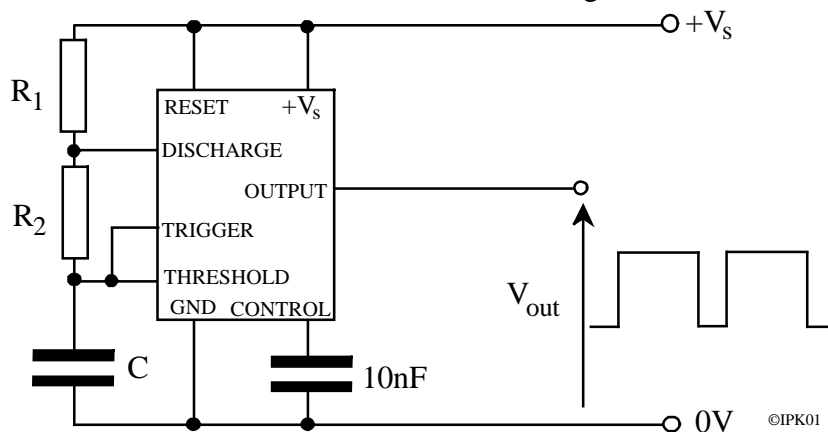 +Vs
R1
RESET
+Vs
DISCHARGE
OUTPUT
R2
TRIGGER
THRESHOLD
GND
CONTROL
Vout
C
10nF
0V
©IPK01